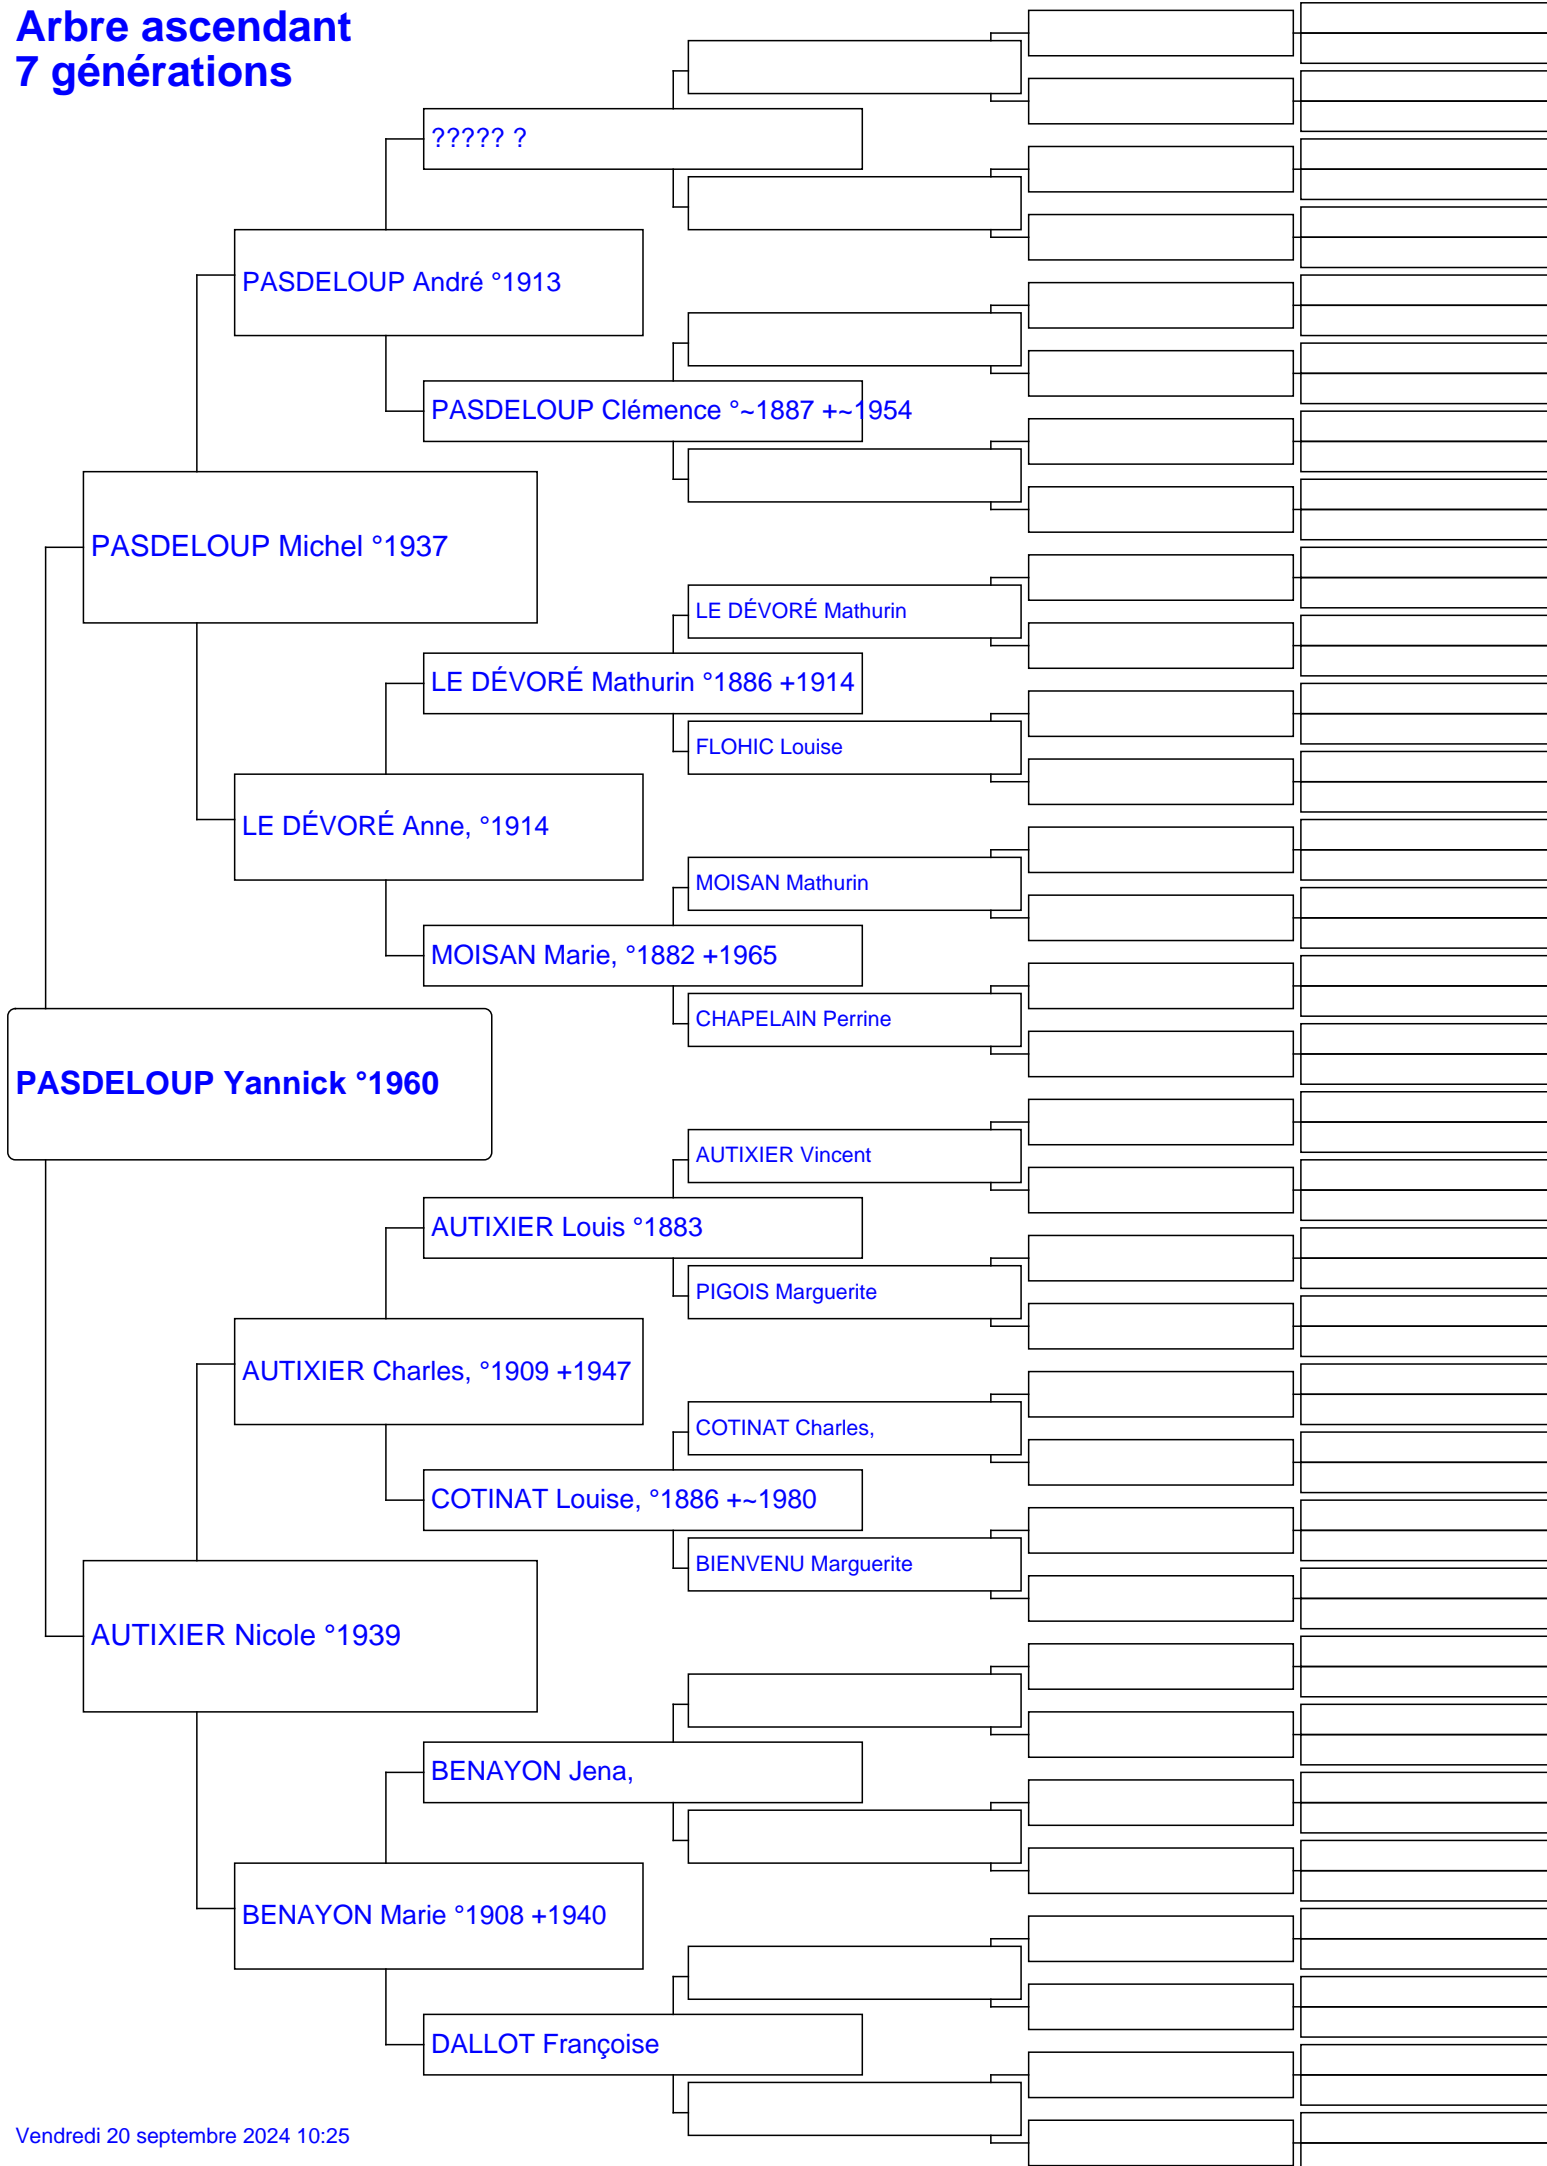 Arbre ascendant
7 générations
????? ?
PASDELOUP André °1913
PASDELOUP Clémence °~1887 +~1954
PASDELOUP Michel °1937
LE DÉVORÉ Mathurin
LE DÉVORÉ Mathurin °1886 +1914
FLOHIC Louise
LE DÉVORÉ Anne, °1914
MOISAN Mathurin
MOISAN Marie, °1882 +1965
CHAPELAIN Perrine
PASDELOUP Yannick °1960
AUTIXIER Vincent
AUTIXIER Louis °1883
PIGOIS Marguerite
AUTIXIER Charles, °1909 +1947
COTINAT Charles,
COTINAT Louise, °1886 +~1980
BIENVENU Marguerite
AUTIXIER Nicole °1939
BENAYON Jena,
BENAYON Marie °1908 +1940
DALLOT Françoise
Vendredi 20 septembre 2024 10:25